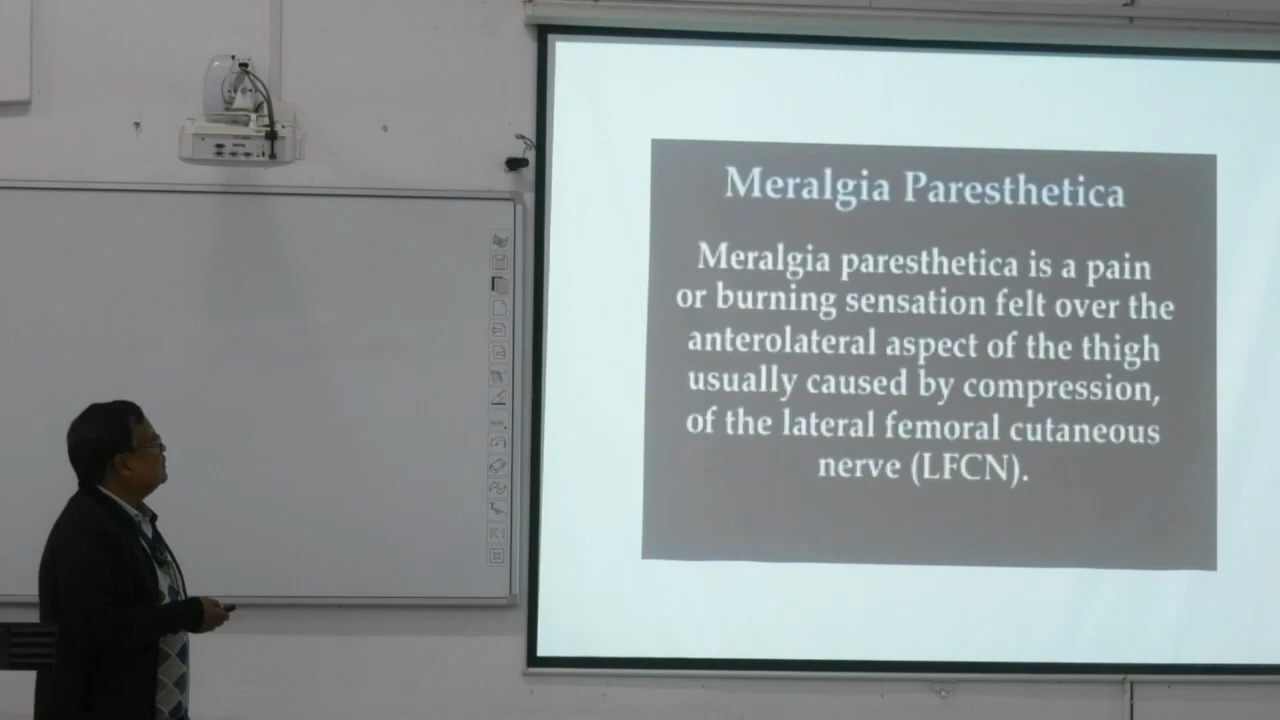 Meralgia Paresthetica
Meralgia paresthetica is a pain
or burning sensation felt over the
anterolateral aspect of the thigh
usually caused by compression,
of the lateral femoral cutaneous
nerve (LFCN).